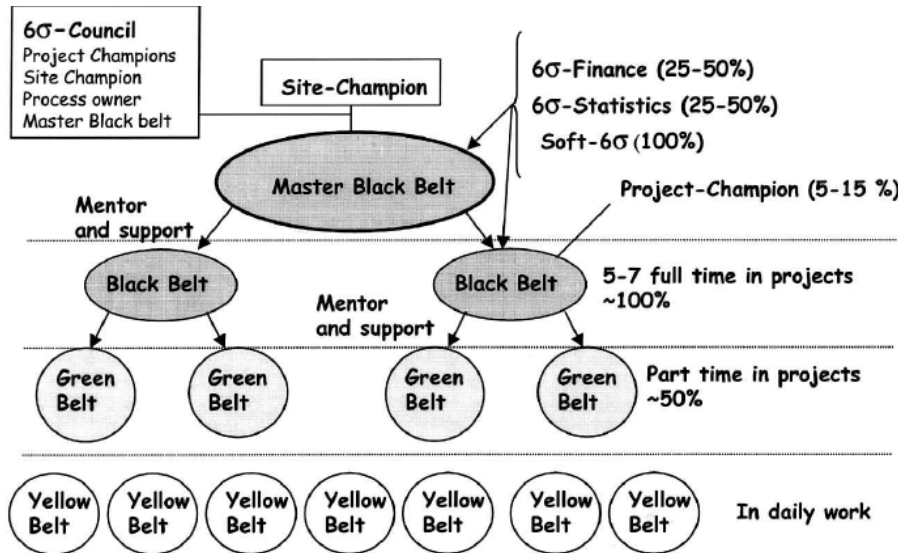 6σ-Council
Project Champions
Site Champion
Process owner
Master Black belt
Site-Champion
6σ-Finance (25-50%)
6σ-Statistics (25-50%)
Soft-6σ (100%)
Master Black Belt
Project-Champion (5-15 %)
Mentor
and support
Black Belt
Black Belt
5-7 full time in projects
~100%
Mentor
and support
Green
Belt
Green
Belt
Green
Belt
Green
Belt
Part time in projects
~50%
Yellow
Belt
Yellow
Belt
Yellow
Belt
Yellow
Belt
Yellow
Belt
Yellow
Belt
Yellow
Belt
In daily work